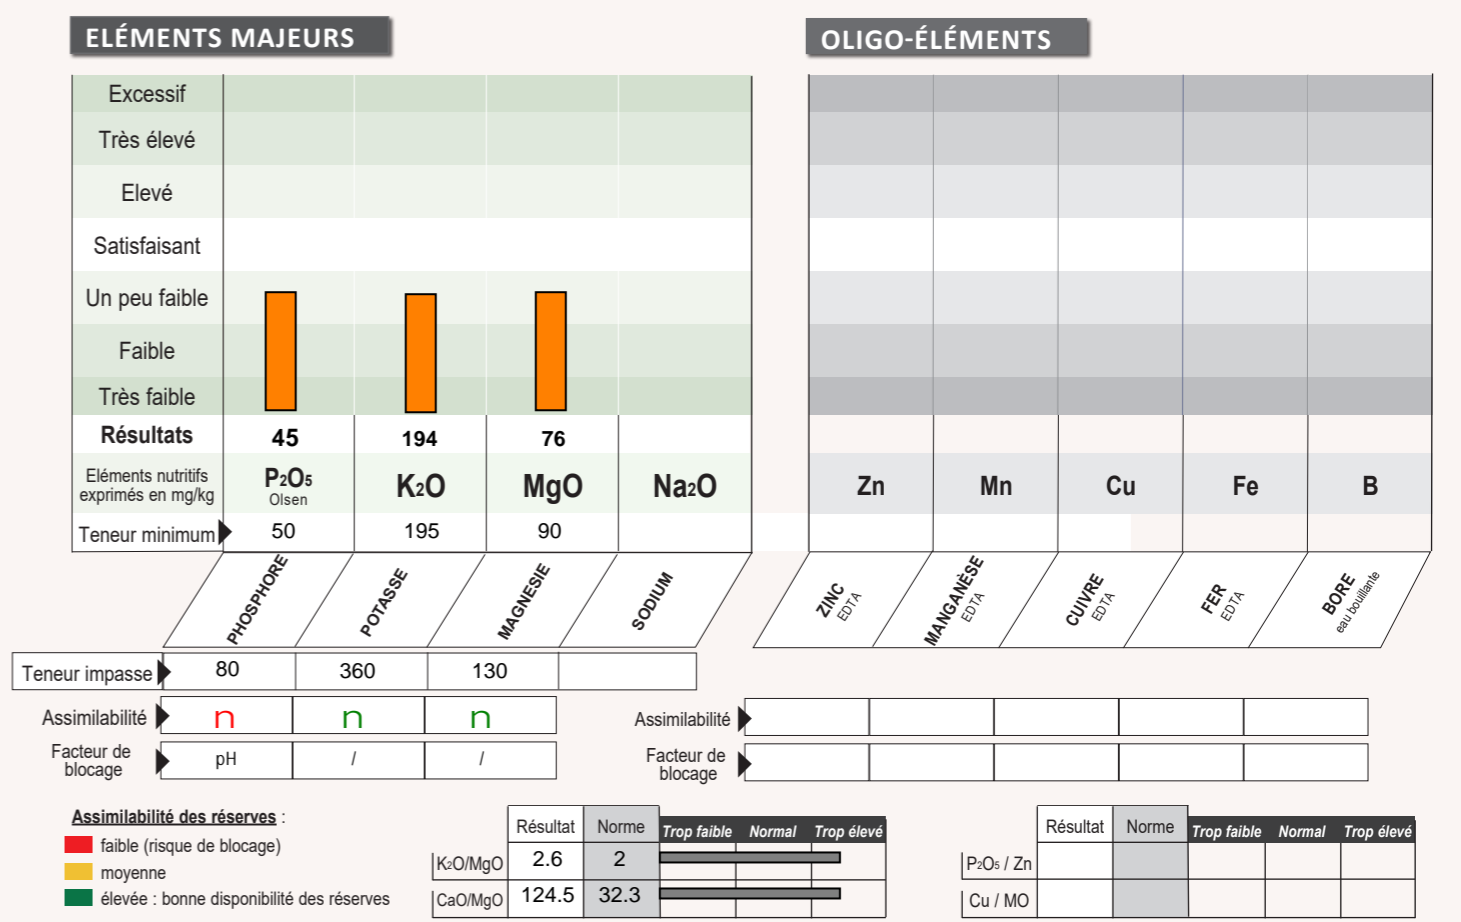 ELÉMENTS MAJEURS
OLIGO-ÉLÉMENTS
Excessif
Très élevé
Elevé
Satisfaisant
Un peu faible
Faible
Très faible
Résultats 45 194 76
Eléments nutritifs
exprimés en mg/kg
P2O5 K2O MgO Na2O
Olsen
Zn Mn Cu Fe B
Teneur minimum 50 195 90
PHOSPHORE
POTASSE
MAGNESIE
SODIUM
ZINC
EDTA
MANGANÈSE
EDTA
CUIVRE
EDTA
FER
EDTA
BORE
eau bouillante
Teneur impasse 80 360 130
Assimilabilité n n n
Facteur de
blocage
pH / /
Assimilabilité
Facteur de
blocage
Assimilabilité des réserves :
faible (risque de blocage)
moyenne
élevée : bonne disponibilité des réserves
Résultat Norme Trop faible Normal Trop élevé
K2O/MgO 2.6 2
CaO/MgO 124.5 32.3
Résultat Norme Trop faible Normal Trop élevé
P2O5 / Zn
Cu / MO